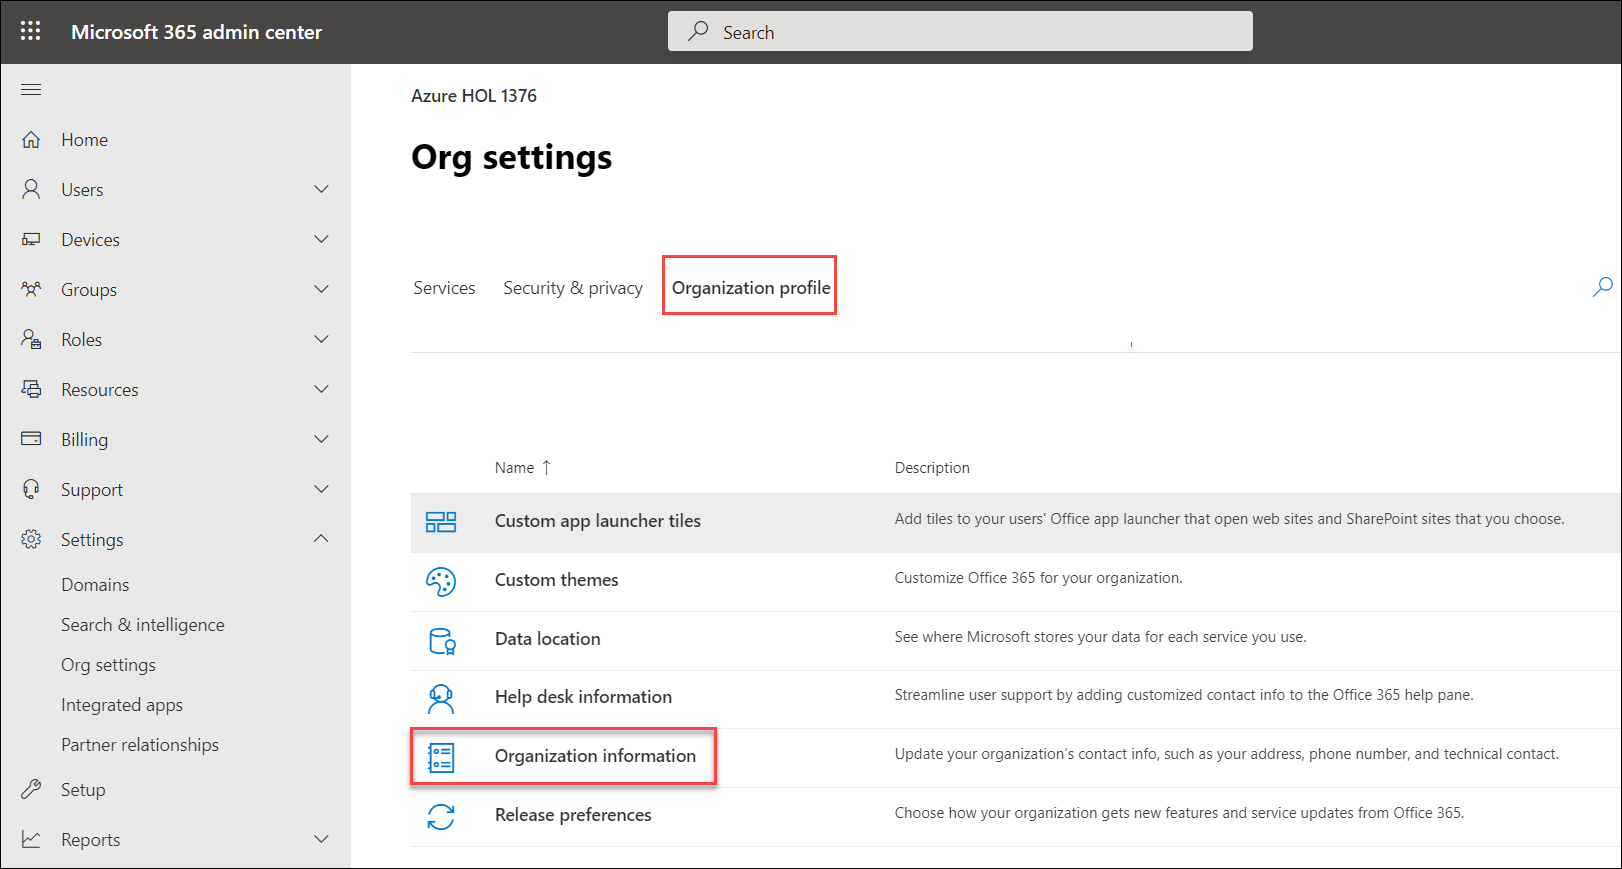 Microsoft 365 admin center
Search
Home
Users
Devices
Groups
Roles
Resources
Billing
Support
Settings
Domains
Search & intelligence
Org settings
Integrated apps
Partner relationships
Setup
Reports
Azure HOL 1376
Org settings
Services Security & privacy Organization profile
Name ↑ Description
Custom app launcher tiles Add tiles to your users' Office app launcher that open web sites and SharePoint sites that you choose.
Custom themes Customize Office 365 for your organization.
Data location See where Microsoft stores your data for each service you use.
Help desk information Streamline user support by adding customized contact info to the Office 365 help pane.
Organization information Update your organization's contact info, such as your address, phone number, and technical contact.
Release preferences Choose how your organization gets new features and service updates from Office 365.